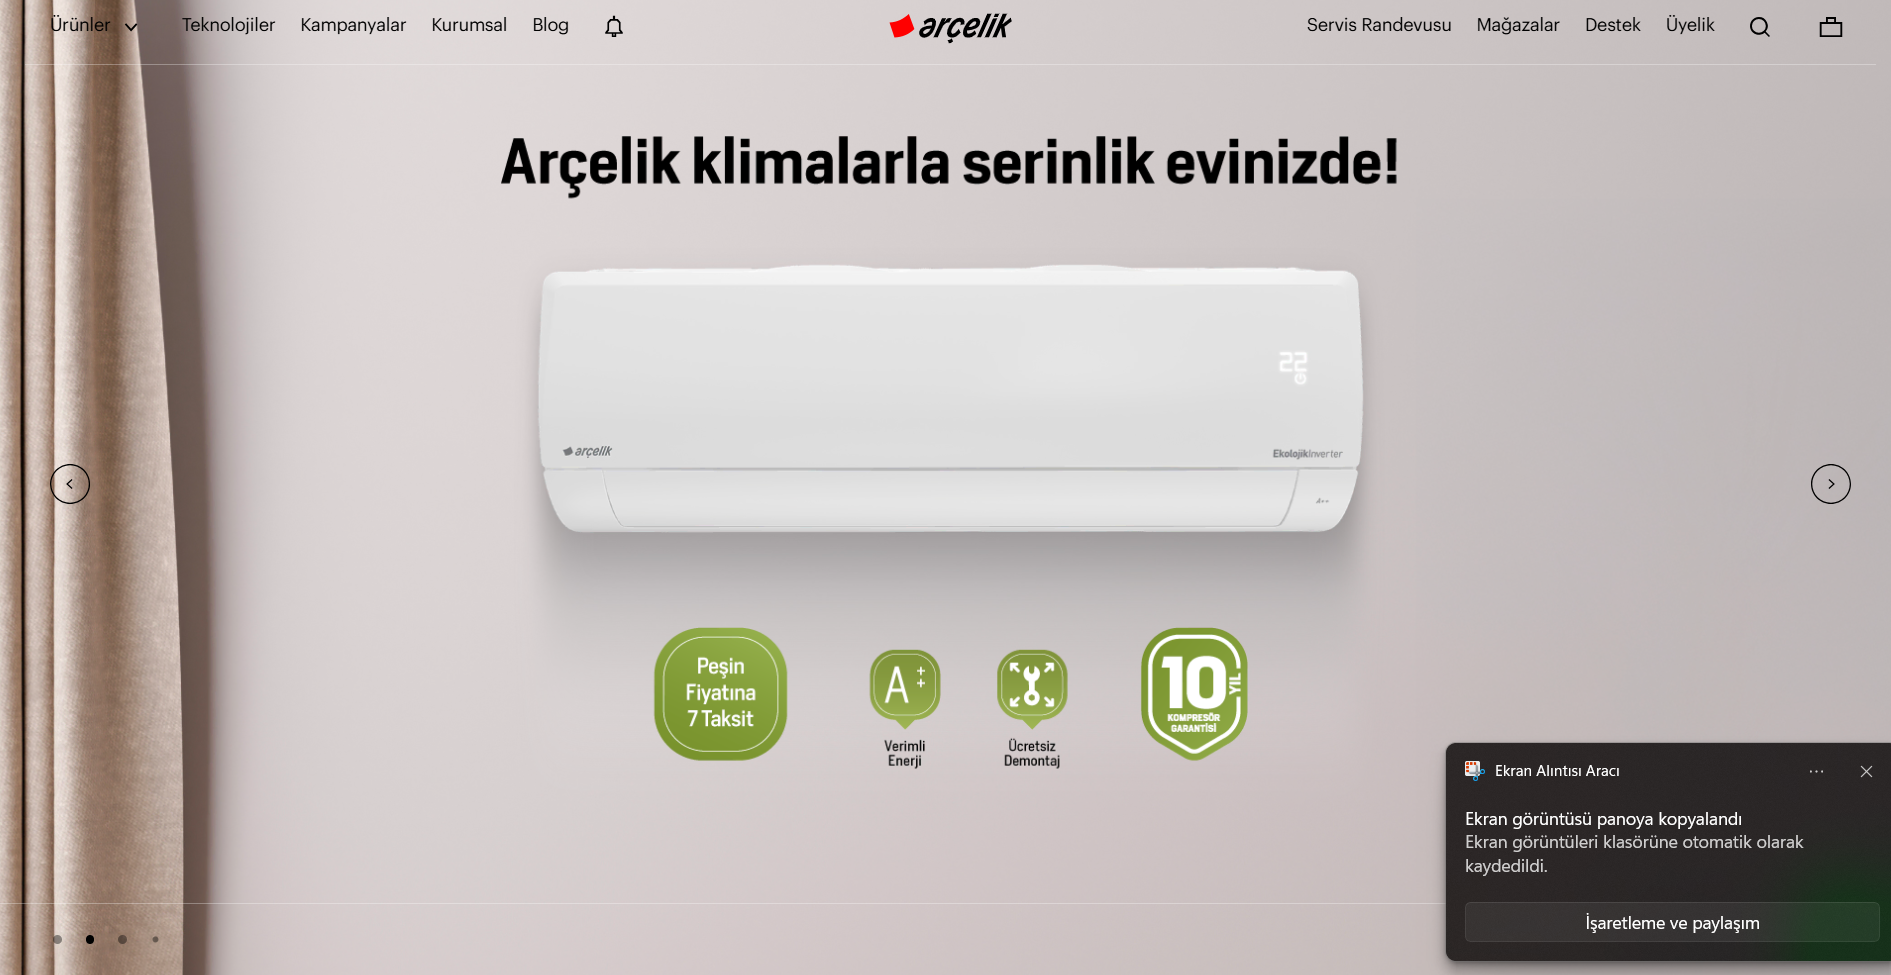 Ürünler
Teknolojiler
Kampanyalar
Kurumsal
Blog
arçelik
Servis Randevusu
Mağazalar
Destek
Üyelik
Arçelik klimalarla serinlik evinizde!
22
arçelik
Ekolojikinverter
A++
Peşin
Fiyatına
7 Taksit
A++
Verimli
Enerji
Ücretsiz
Demontaj
10 YIL
KOMPRESÖR
GARANTİSİ
Ekran Alıntısı Aracı
Ekran görüntüsü panoya kopyalandı
Ekran görüntüleri klasörüne otomatik olarak
kaydedildi.
İşaretleme ve paylaşım